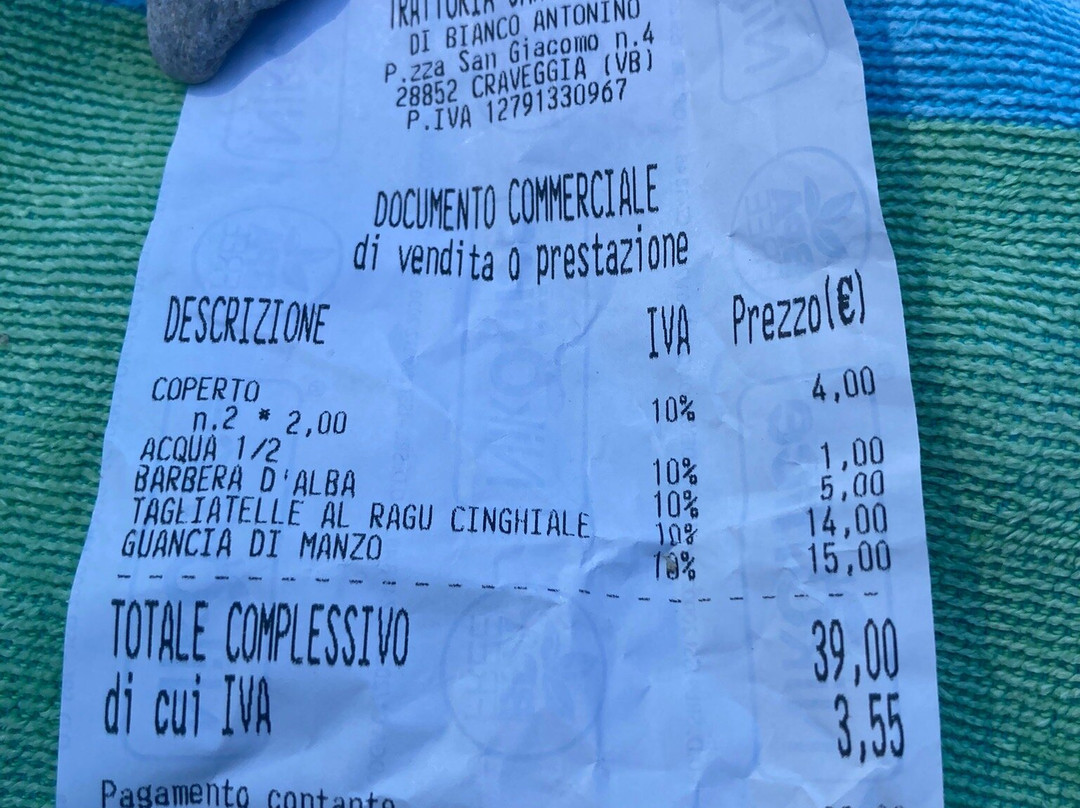 TRATTORIA
DI BIANCO ANTONINO
P.zza San Giacomo n.4
28852 CRAVEGGIA (VB)
P.IVA 12791330967
DOCUMENTO COMMERCIALE
di vendita o prestazione
DESCRIZIONE IVA Prezzo(€)
COPERTO 4,00
n.2 * 2,00 10%
ACQUA 1/2 10% 1,00
BARBERA D'ALBA 10% 5,00
TAGLIATELLE AL RAGU CINGHIALE 10% 14,00
GUANCIA DI MANZO 10% 15,00
TOTALE COMPLESSIVO 39,00
di cui IVA 3,55
Pagamento contante